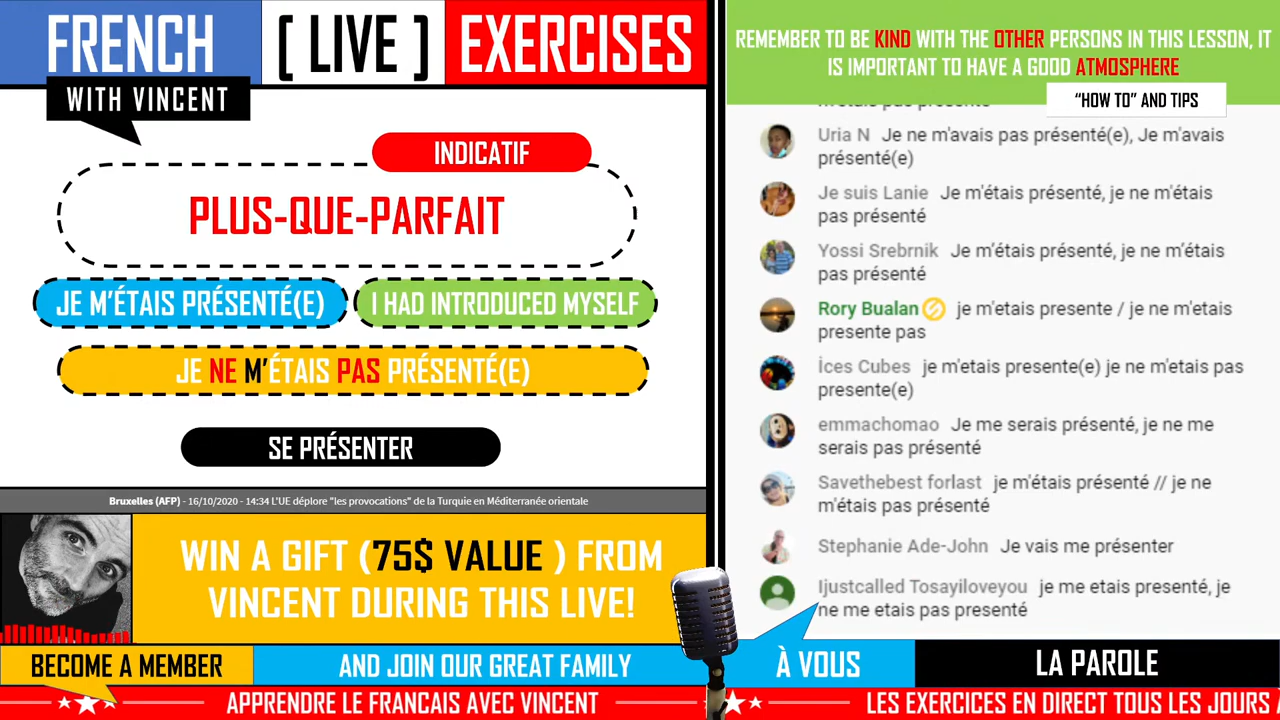 FRENCH
[ LIVE ]
EXERCISES
WITH VINCENT
INDICATIF
PLUS-QUE-PARFAIT
JE M'ÉTAIS PRÉSENTÉ(E)
I HAD INTRODUCED MYSELF
JE NE M'ÉTAIS PAS PRÉSENTÉ(E)
SE PRÉSENTER
Bruxelles (AFP) - 16/10/2020 - 14:34 L'UE déplore "les provocations" de la Turquie en Méditerranée orientale
WIN A GIFT (75$ VALUE ) FROM
VINCENT DURING THIS LIVE!
BECOME A MEMBER
AND JOIN OUR GREAT FAMILY
APPRENDRE LE FRANCAIS AVEC VINCENT
REMEMBER TO BE KIND WITH THE OTHER PERSONS IN THIS LESSON, IT
IS IMPORTANT TO HAVE A GOOD ATMOSPHERE
"HOW TO" AND TIPS
Uria N Je ne m'avais pas présenté(e), Je m'avais
présenté(e)
Je suis Lanie Je m'étais présenté, je ne m'étais
pas présenté
Yossi Srebrnik Je m'étais présenté, je ne m'étais
pas présenté
Rory Bualan je m'etais presente / je ne m'etais
presente pas
İces Cubes je m'etais presente(e) je ne m'etais pas
presente(e)
emmachomao Je me serais présenté, je ne me
serais pas présenté
Savethebest forlast je m'étais présenté // je ne
m'étais pas présenté
Stephanie Ade-John Je vais me présenter
Ijustcalled Tosayiloveyou je me etais presenté, je
ne me etais pas presenté
À VOUS
LA PAROLE
LES EXERCICES EN DIRECT TOUS LES JOURS